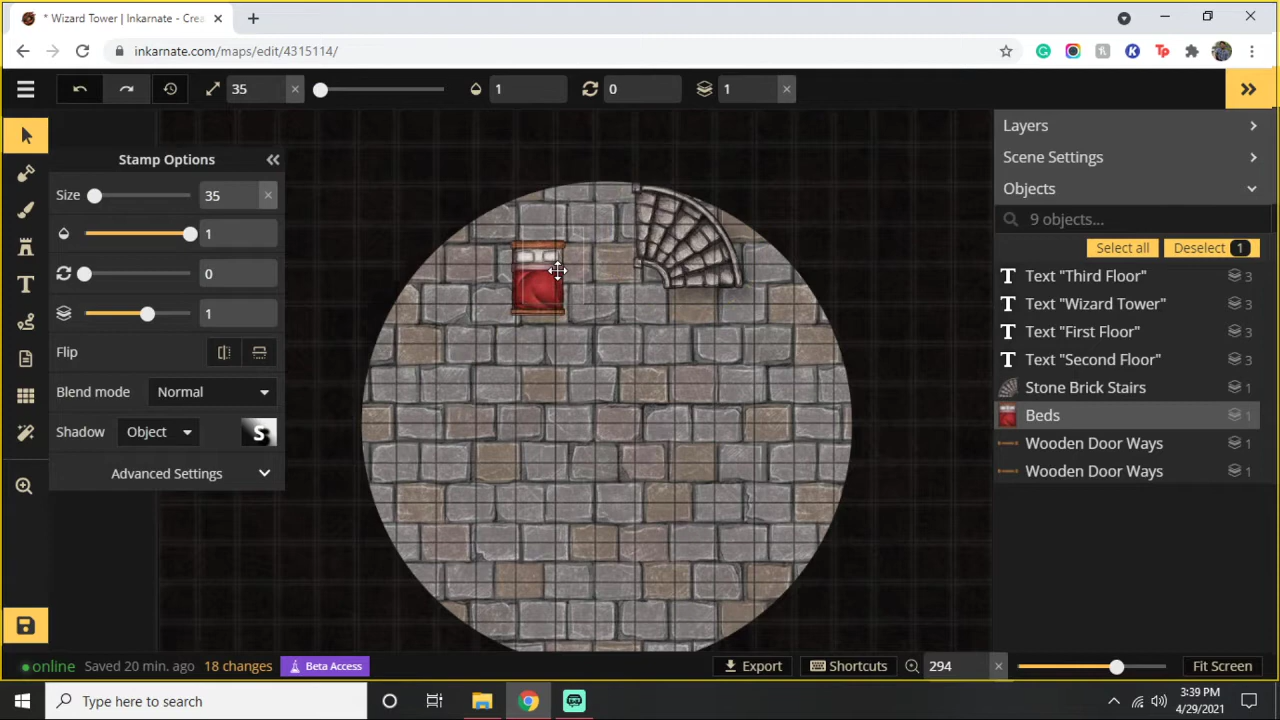 * Wizard Tower | Inkarnate - Crea
inkarnate.com/maps/edit/4315114/
35
1
0
1
Stamp Options
Size 35
1
0
1
Flip
Blend mode Normal
Shadow Object S
Advanced Settings
Layers
Scene Settings
Objects
9 objects...
Select all Deselect 1
Text "Third Floor" 3
Text "Wizard Tower" 3
Text "First Floor" 3
Text "Second Floor" 3
Stone Brick Stairs 1
Beds 1
Wooden Door Ways 1
Wooden Door Ways 1
online Saved 20 min. ago 18 changes Beta Access Export Shortcuts 294 Fit Screen
Type here to search
3:39 PM
4/29/2021